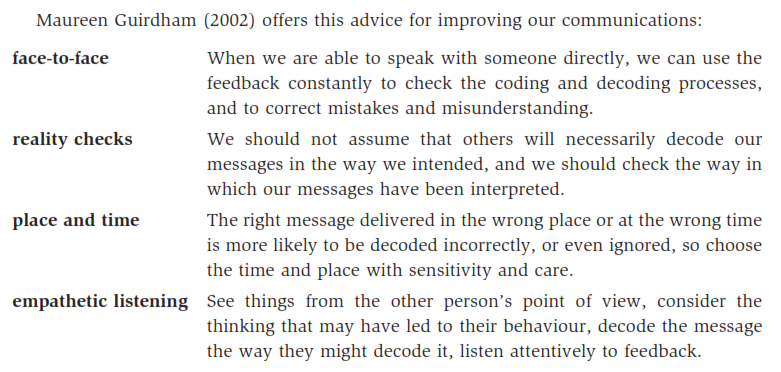 Maureen Guirdham (2002) offers this advice for improving our communications:
face-to-face When we are able to speak with someone directly, we can use the
feedback constantly to check the coding and decoding processes,
and to correct mistakes and misunderstanding.
reality checks We should not assume that others will necessarily decode our
messages in the way we intended, and we should check the way in
which our messages have been interpreted.
place and time The right message delivered in the wrong place or at the wrong time
is more likely to be decoded incorrectly, or even ignored, so choose
the time and place with sensitivity and care.
empathetic listening See things from the other person's point of view, consider the
thinking that may have led to their behaviour, decode the message
the way they might decode it, listen attentively to feedback.